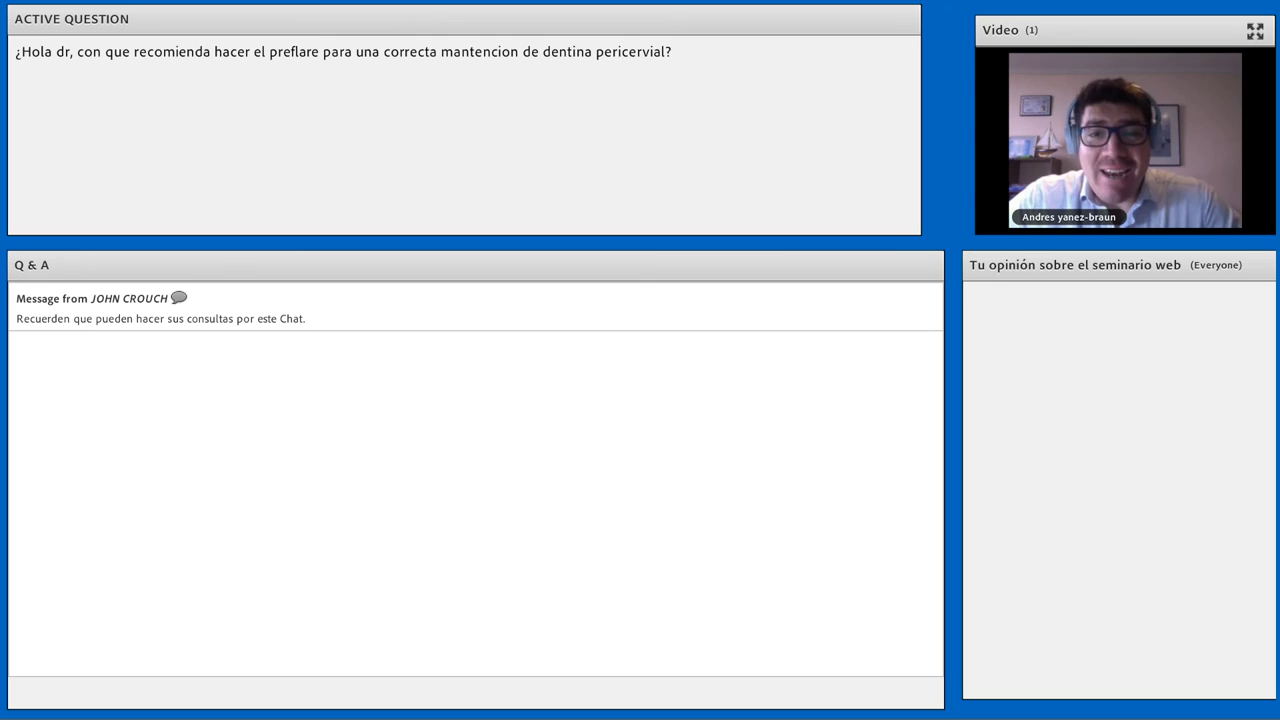 ACTIVE QUESTION
¿Hola dr, con que recomienda hacer el preflare para una correcta mantencion de dentina pericervial?
Video (1)
Andres yanez-braun
Q & A
Message from JOHN CROUCH
Recuerden que pueden hacer sus consultas por este Chat.
Tu opinión sobre el seminario web (Everyone)